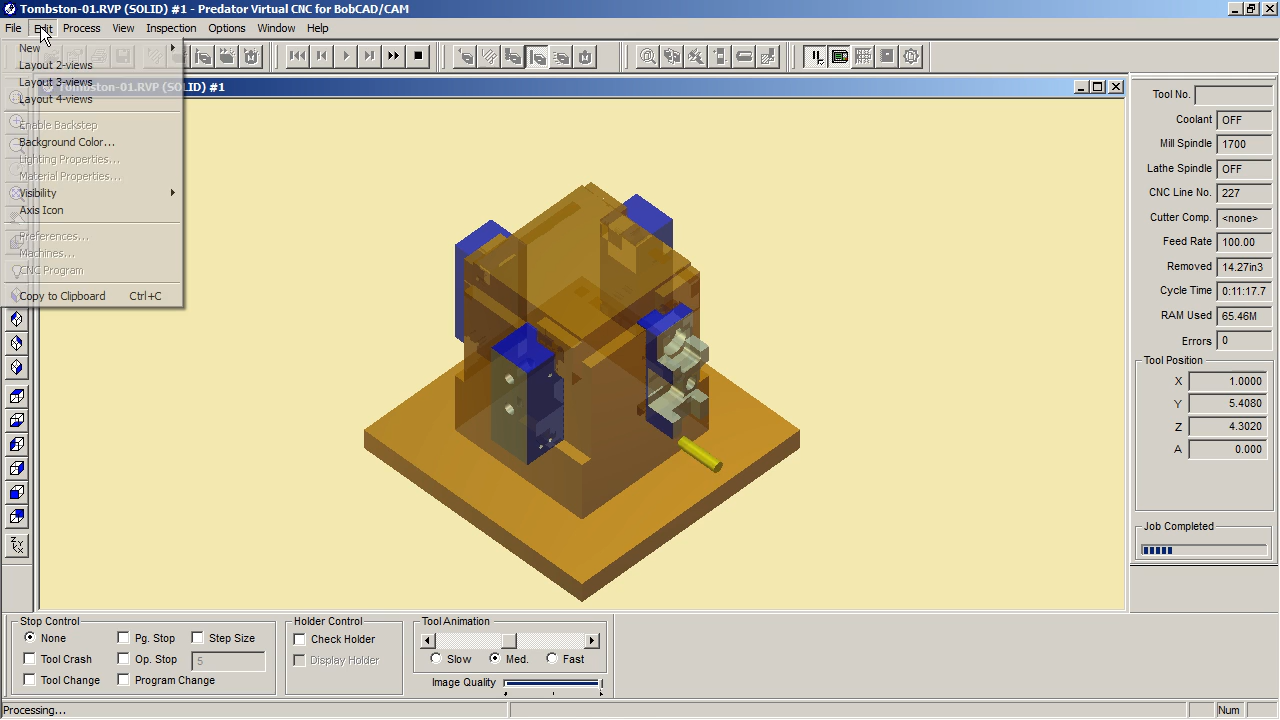 Tombston-01.RVP (SOLID) #1 - Predator Virtual CNC for BobCAD/CAM
File Edit Process View Inspection Options Window Help
New
Layout 2-views
Layout 3-views
Layout 4-views
Enable Backstep
Background Color...
Lighting Properties...
Material Properties...
Visibility
Axis Icon
Preferences...
Machines...
CNC Program
Copy to Clipboard Ctrl+C
Tombston-01.RVP (SOLID) #1
Tool No.
Coolant OFF
Mill Spindle 1700
Lathe Spindle OFF
CNC Line No. 227
Cutter Comp. <none>
Feed Rate 100.00
Removed 14.27in3
Cycle Time 0:11:17.7
RAM Used 65.46M
Errors 0
Tool Position
X 1.0000
Y 5.4080
Z 4.3020
A 0.000
Job Completed
Stop Control
None Pg. Stop Step Size
Tool Crash Op. Stop 5
Tool Change Program Change
Holder Control
Check Holder
Display Holder
Tool Animation
Slow Med. Fast
Image Quality
Processing... Num